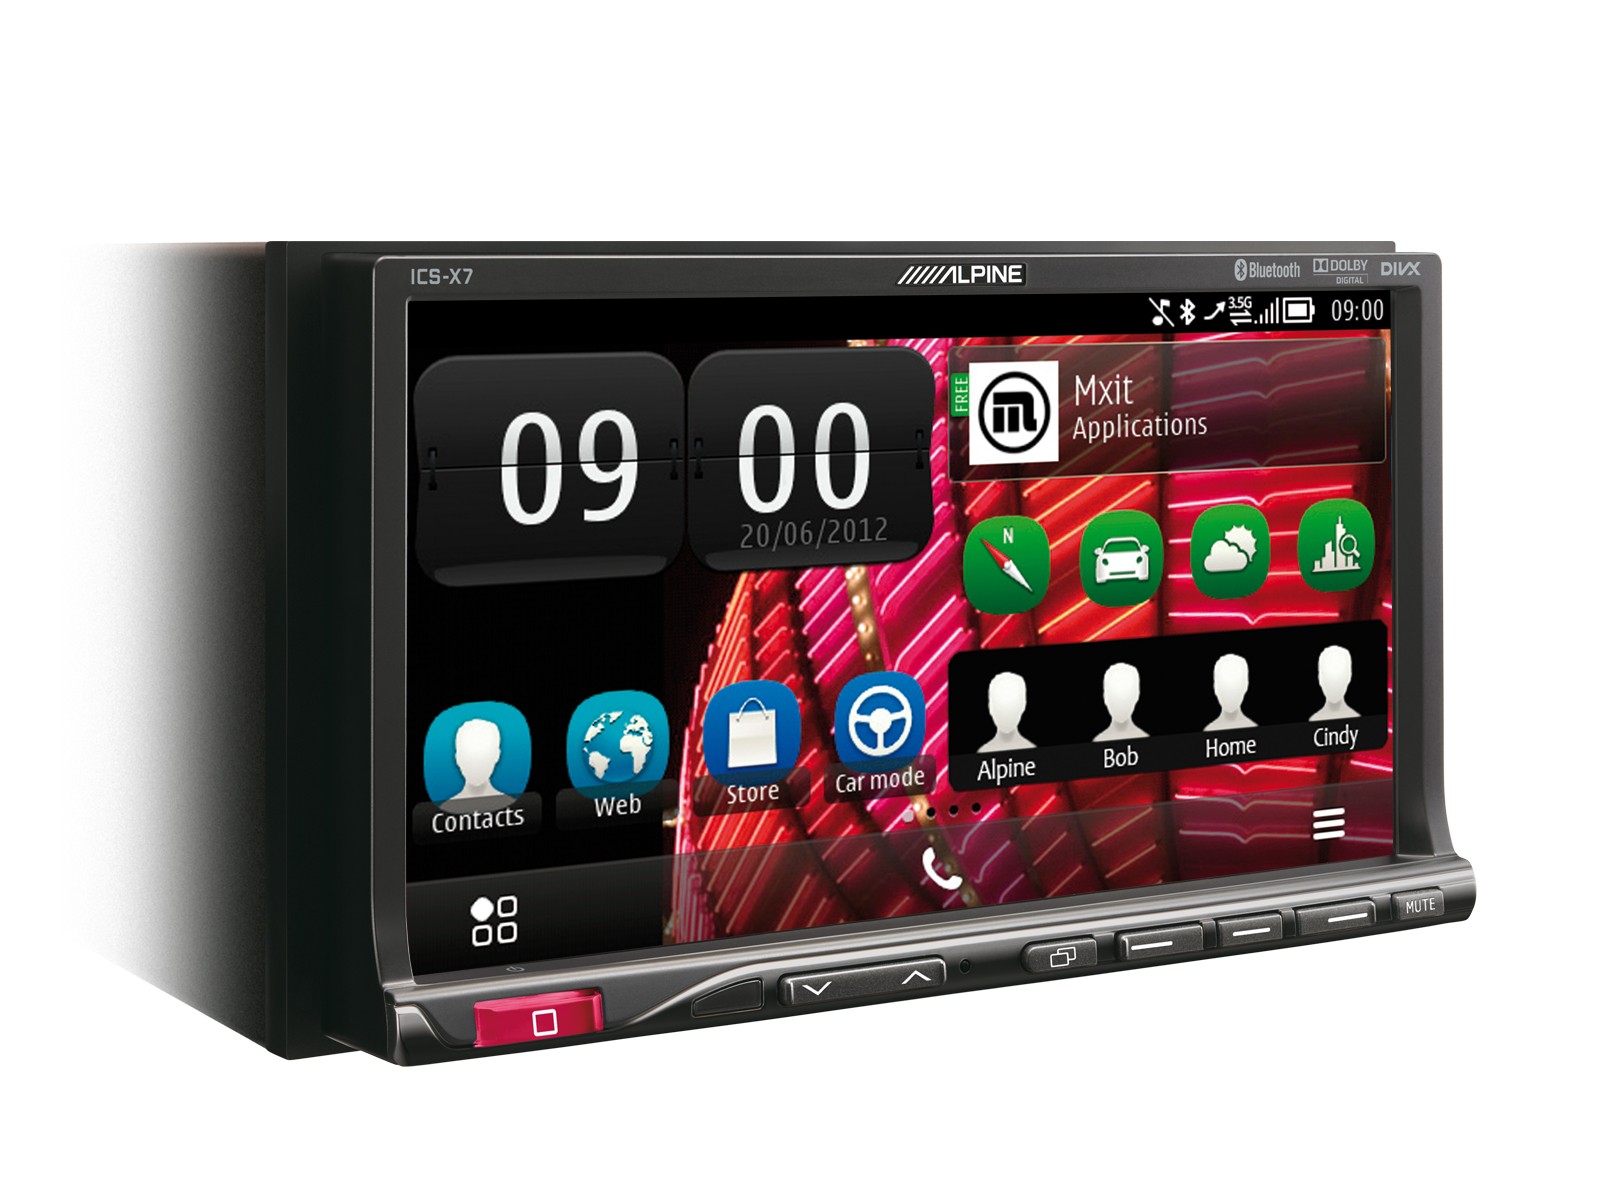 ICS-X7
ALPINE
Bluetooth
DOLBY
DIGITAL
DIVX
3.5G
09:00
09
00
20/06/2012
FREE
m
Mxit
Applications
N
Contacts
Web
Store
Car mode
Alpine
Bob
Home
Cindy
MUTE